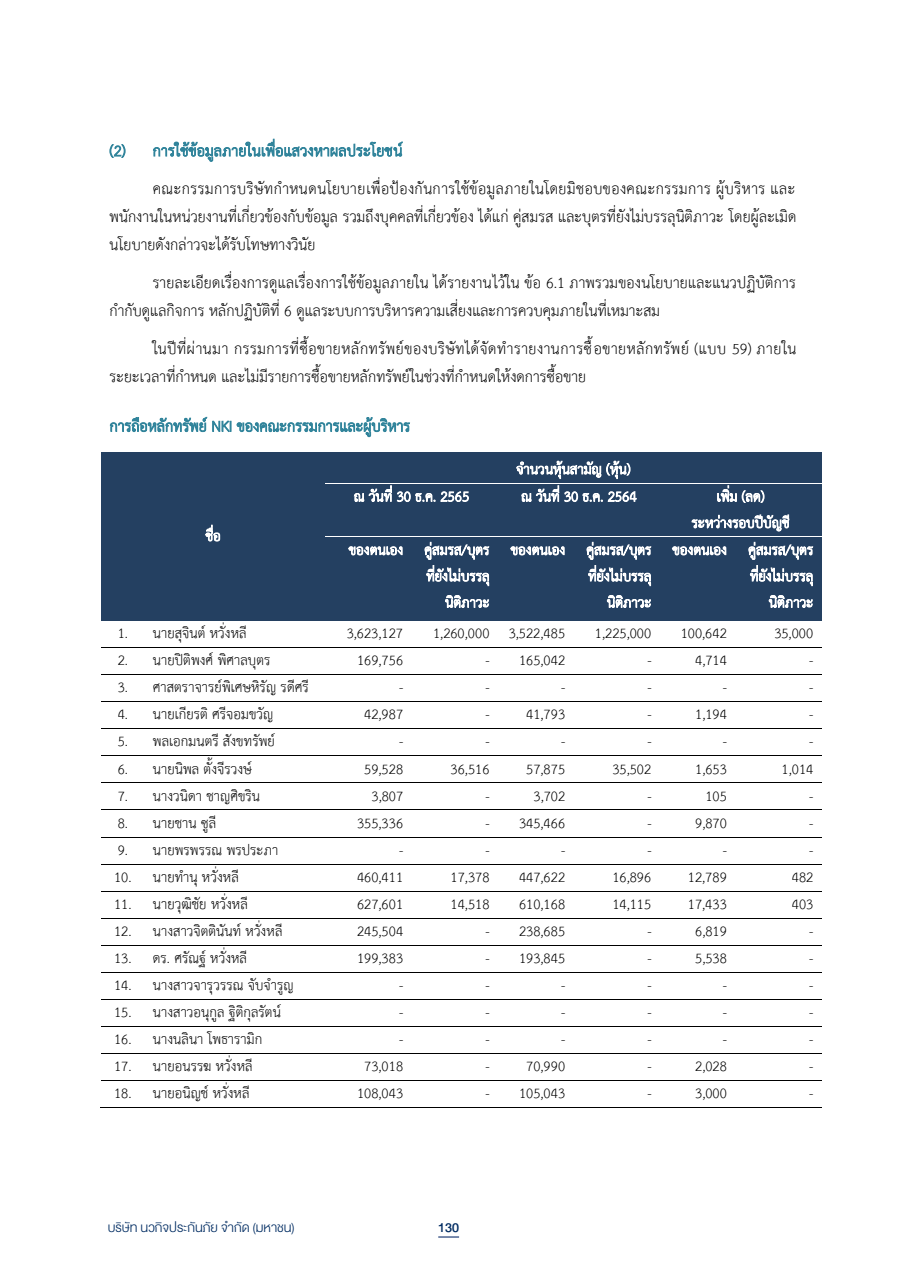 (2) การใช้ข้อมูลภายในเพื่อแสวงหาผลประโยชน์
คณะกรรมการบริษัทกำหนดนโยบายเพื่อป้องกันการใช้ข้อมูลภายในโดยมิชอบของคณะกรรมการ ผู้บริหาร และ
พนักงานในหน่วยงานที่เกี่ยวข้องกับข้อมูล รวมถึงบุคคลที่เกี่ยวข้อง ได้แก่ คู่สมรส และบุตรที่ยังไม่บรรลุนิติภาวะ โดยผู้ละเมิด
นโยบายดังกล่าวจะได้รับโทษทางวินัย
รายละเอียดเรื่องการดูแลเรื่องการใช้ข้อมูลภายใน ได้รายงานไว้ใน ข้อ 6.1 ภาพรวมของนโยบายและแนวปฏิบัติการ
กำกับดูแลกิจการ หลักปฏิบัติที่ 6 ดูแลระบบการบริหารความเสี่ยงและการควบคุมภายในที่เหมาะสม
ในปีที่ผ่านมา กรรมการที่ซื้อขายหลักทรัพย์ของบริษัทได้จัดทำรายงานการซื้อขายหลักทรัพย์ (แบบ 59) ภายใน
ระยะเวลาที่กำหนด และไม่มีรายการซื้อขายหลักทรัพย์ในช่วงที่กำหนดให้งดการซื้อขาย
การถือหลักทรัพย์ NKI ของคณะกรรมการและผู้บริหาร
จำนวนหุ้นสามัญ (หุ้น)
ณ วันที่ 30 ธ.ค. 2565 ณ วันที่ 30 ธ.ค. 2564 เพิ่ม (ลด)
ระหว่างรอบปีบัญชี
ชื่อ
ของตนเอง คู่สมรส/บุตร ของตนเอง คู่สมรส/บุตร ของตนเอง คู่สมรส/บุตร
ที่ยังไม่บรรลุ ที่ยังไม่บรรลุ ที่ยังไม่บรรลุ
นิติภาวะ นิติภาวะ นิติภาวะ
1. นายสุจินต์ หวั่งหลี 3,623,127 1,260,000 3,522,485 1,225,000 100,642 35,000
2. นายปิติพงศ์ พิศาลบุตร 169,756 - 165,042 - 4,714 -
3. ศาสตราจารย์พิเศษหิรัญ รดีศรี - - - - - -
4. นายเกียรติ ศรีจอมขวัญ 42,987 - 41,793 - 1,194 -
5. พลเอกมนตรี สังขทรัพย์ - - - - - -
6. นายนิพล ตั้งจีรวงษ์ 59,528 36,516 57,875 35,502 1,653 1,014
7. นางวนิดา ชาญศิขริน 3,807 - 3,702 - 105 -
8. นายชาน ซูลี 355,336 - 345,466 - 9,870 -
9. นายพรพรรณ พรประภา - - - - - -
10. นายทำนุ หวั่งหลี 460,411 17,378 447,622 16,896 12,789 482
11. นายวุฒิชัย หวั่งหลี 627,601 14,518 610,168 14,115 17,433 403
12. นางสาวจิตตินันท์ หวั่งหลี 245,504 - 238,685 - 6,819 -
13. ดร. ศรัณฐ์ หวั่งหลี 199,383 - 193,845 - 5,538 -
14. นางสาวจารุวรรณ จับจำรูญ - - - - - -
15. นางสาวอนุกูล ฐิติกุลรัตน์ - - - - - -
16. นางนลินา โพธารามิก - - - - - -
17. นายอนรรฆ หวั่งหลี 73,018 - 70,990 - 2,028 -
18. นายอนิญช์ หวั่งหลี 108,043 - 105,043 - 3,000 -
บริษัท นวกิจประกันภัย จำกัด (มหาชน) 130